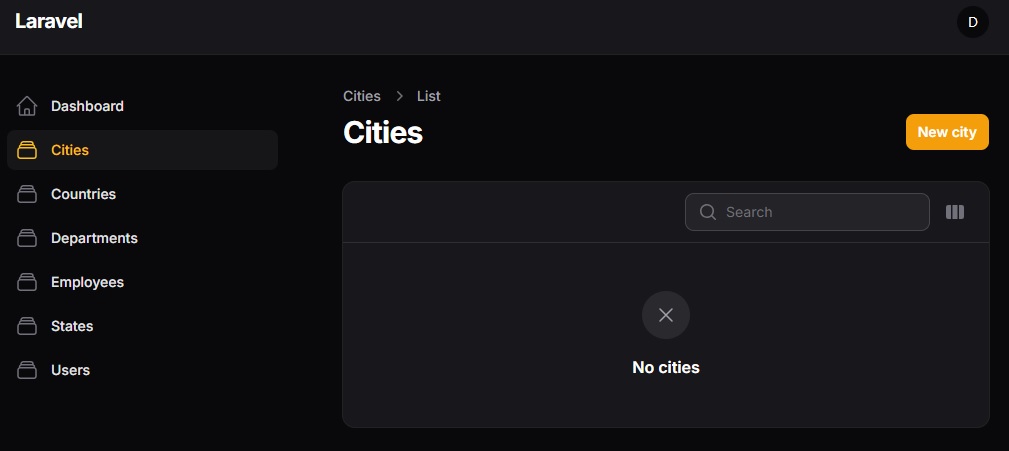 Laravel
D
Dashboard
Cities
Countries
Departments
Employees
States
Users
Cities > List
Cities
New city
Search
No cities